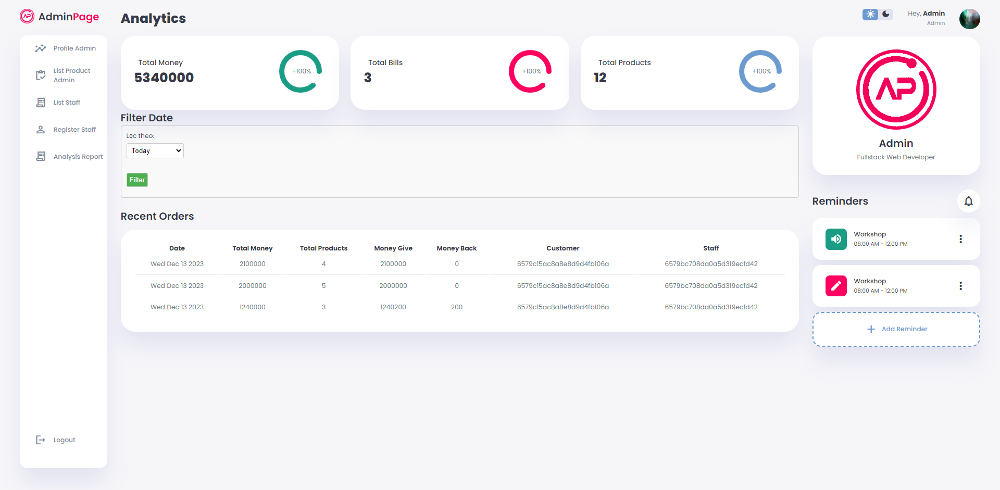 AdminPage
Analytics
Hey, Admin
Admin
Profile Admin
List Product
Admin
List Staff
Register Staff
Analysis Report
Logout
Total Money
5340000
+100%
Total Bills
3
+100%
Total Products
12
+100%
Filter Date
Lọc theo:
Today
Filter
Recent Orders
Date Total Money Total Products Money Give Money Back Customer Staff
Wed Dec 13 2023 2100000 4 2100000 0 6579c15ac8a8e8d9d4fb106a 6579bc708da0a5d319ecfd42
Wed Dec 13 2023 2000000 5 2000000 0 6579c15ac8a8e8d9d4fb106a 6579bc708da0a5d319ecfd42
Wed Dec 13 2023 1240000 3 1240200 200 6579c15ac8a8e8d9d4fb106a 6579bc708da0a5d319ecfd42
AP
Admin
Fullstack Web Developer
Reminders
Workshop
08:00 AM - 12:00 PM
Workshop
08:00 AM - 12:00 PM
Add Reminder